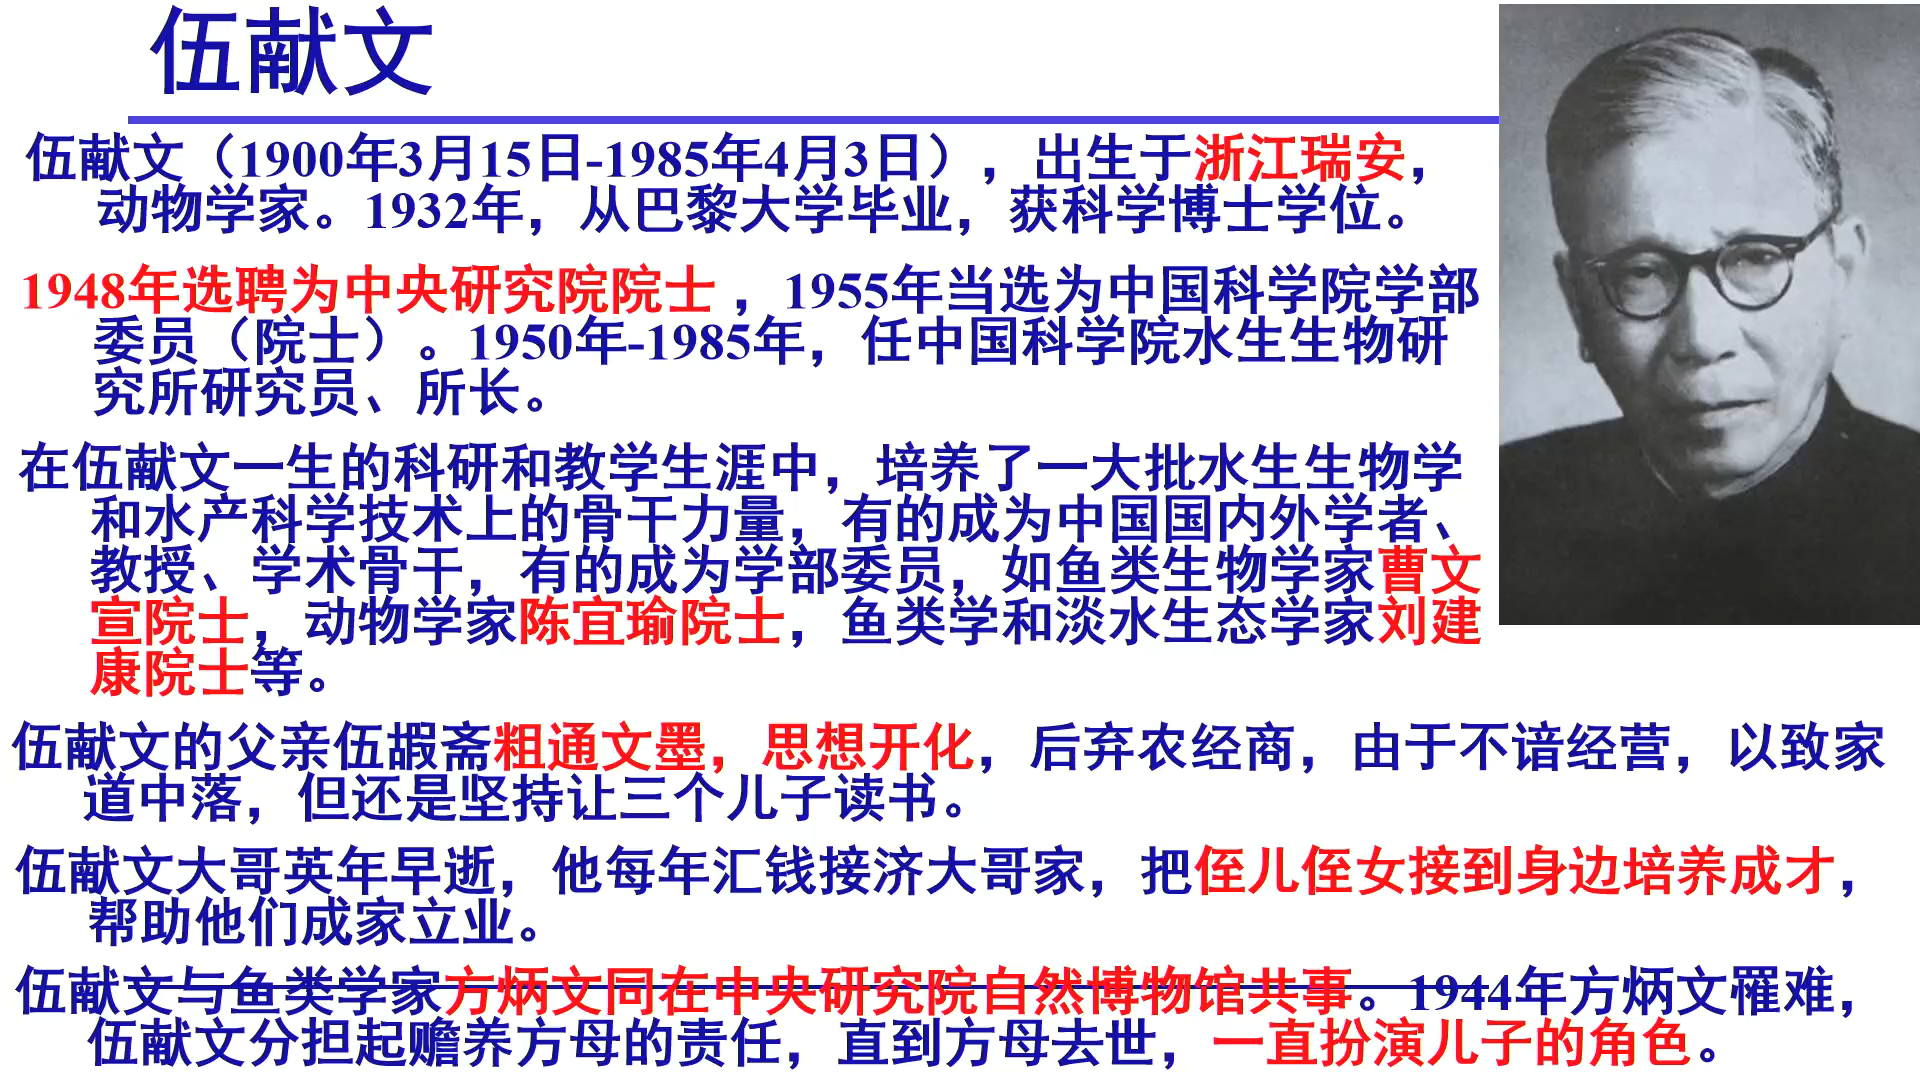 伍献文
伍献文（1900年3月15日-1985年4月3日），出生于浙江瑞安，
动物学家。1932年，从巴黎大学毕业，获科学博士学位。
1948年选聘为中央研究院院士 ，1955年当选为中国科学院学部
委员（院士）。1950年-1985年，任中国科学院水生生物研
究所研究员、所长。
在伍献文一生的科研和教学生涯中，培养了一大批水生生物学
和水产科学技术上的骨干力量，有的成为中国国内外学者、
教授、学术骨干，有的成为学部委员，如鱼类生物学家曹文
宣院士，动物学家陈宜瑜院士，鱼类学和淡水生态学家刘建
康院士等。
伍献文的父亲伍嘏斋粗通文墨，思想开化，后弃农经商，由于不谙经营，以致家
道中落，但还是坚持让三个儿子读书。
伍献文大哥英年早逝，他每年汇钱接济大哥家，把侄儿侄女接到身边培养成才，
帮助他们成家立业。
伍献文与鱼类学家方炳文同在中央研究院自然博物馆共事。1944年方炳文罹难，
伍献文分担起赡养方母的责任，直到方母去世，一直扮演儿子的角色。